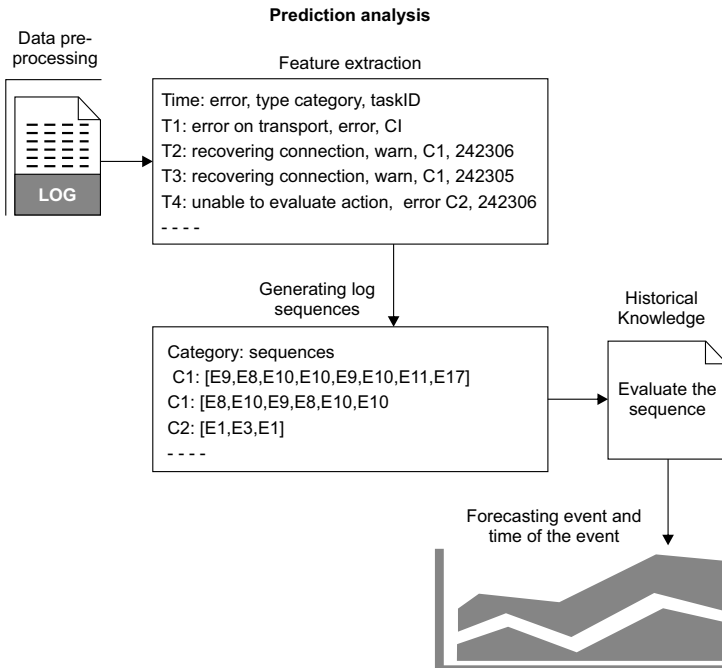 Prediction analysis
Data pre-
processing
LOG
Feature extraction
Time: error, type category, taskID
T1: error on transport, error, CI
T2: recovering connection, warn, C1, 242306
T3: recovering connection, warn, C1, 242305
T4: unable to evaluate action, error C2, 242306
- - - -
Generating log
sequences
Category: sequences
C1: [E9,E8,E10,E10,E9,E10,E11,E17]
C1: [E8,E10,E9,E8,E10,E10
C2: [E1,E3,E1]
- - - -
Historical
Knowledge
Evaluate the
sequence
Forecasting event and
time of the event